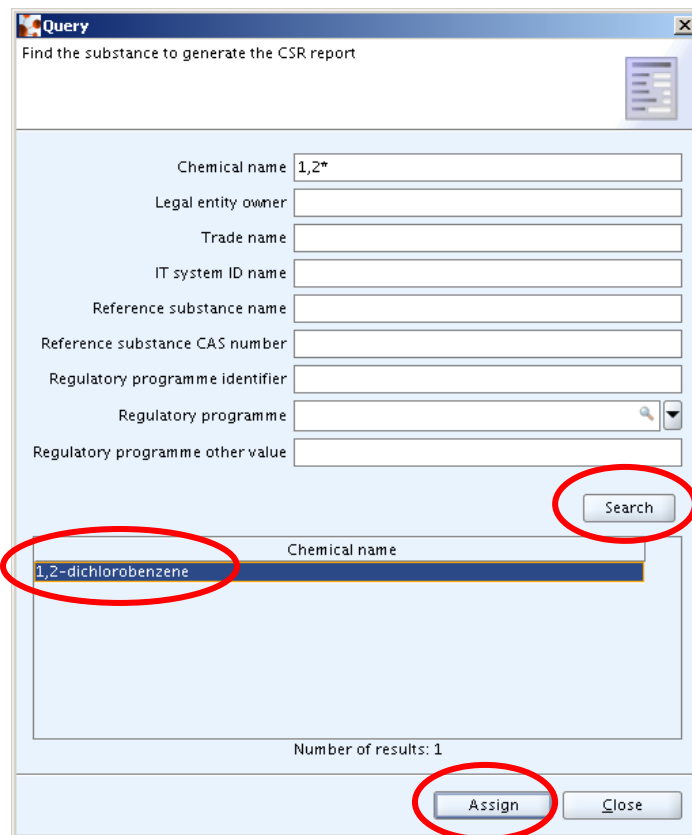 Query
Find the substance to generate the CSR report
Chemical name 1,2*
Legal entity owner
Trade name
IT system ID name
Reference substance name
Reference substance CAS number
Regulatory programme identifier
Regulatory programme
Regulatory programme other value
Search
Chemical name
1,2-dichlorobenzene
Number of results: 1
Assign Close